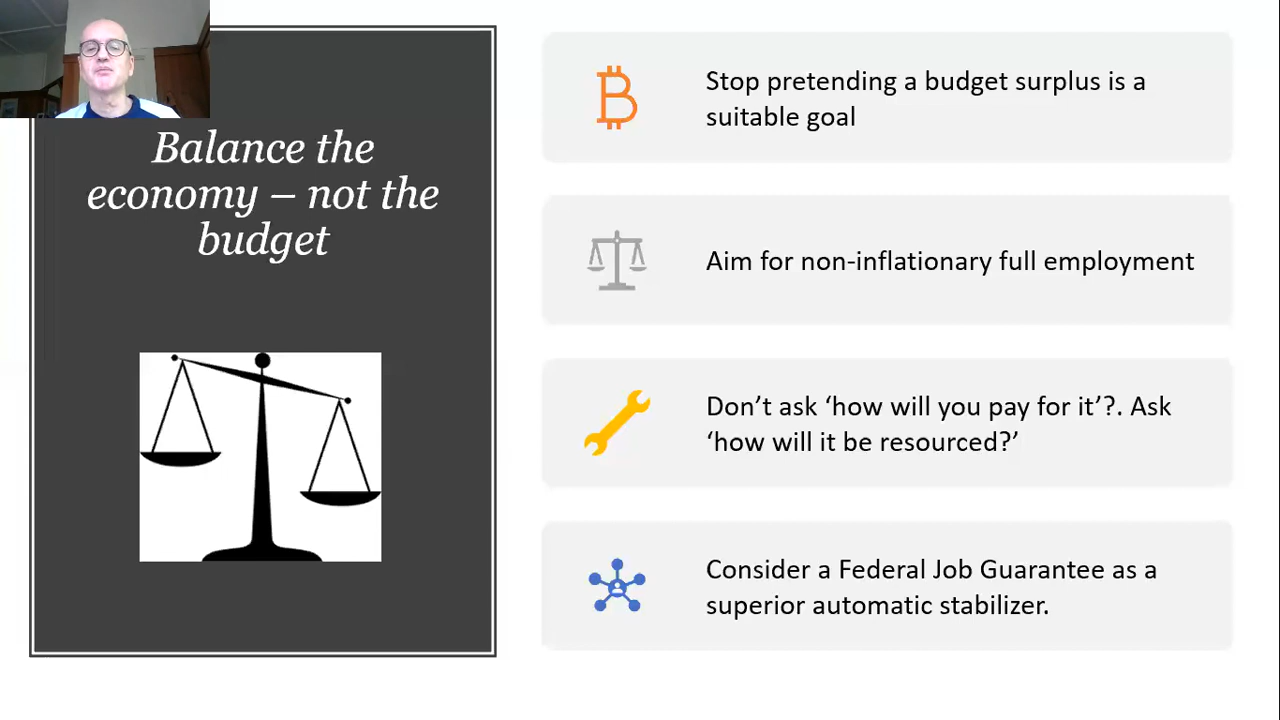 Balance the
economy – not the
budget
Stop pretending a budget surplus is a
suitable goal
Aim for non-inflationary full employment
Don’t ask ‘how will you pay for it’?. Ask
‘how will it be resourced?’
Consider a Federal Job Guarantee as a
superior automatic stabilizer.